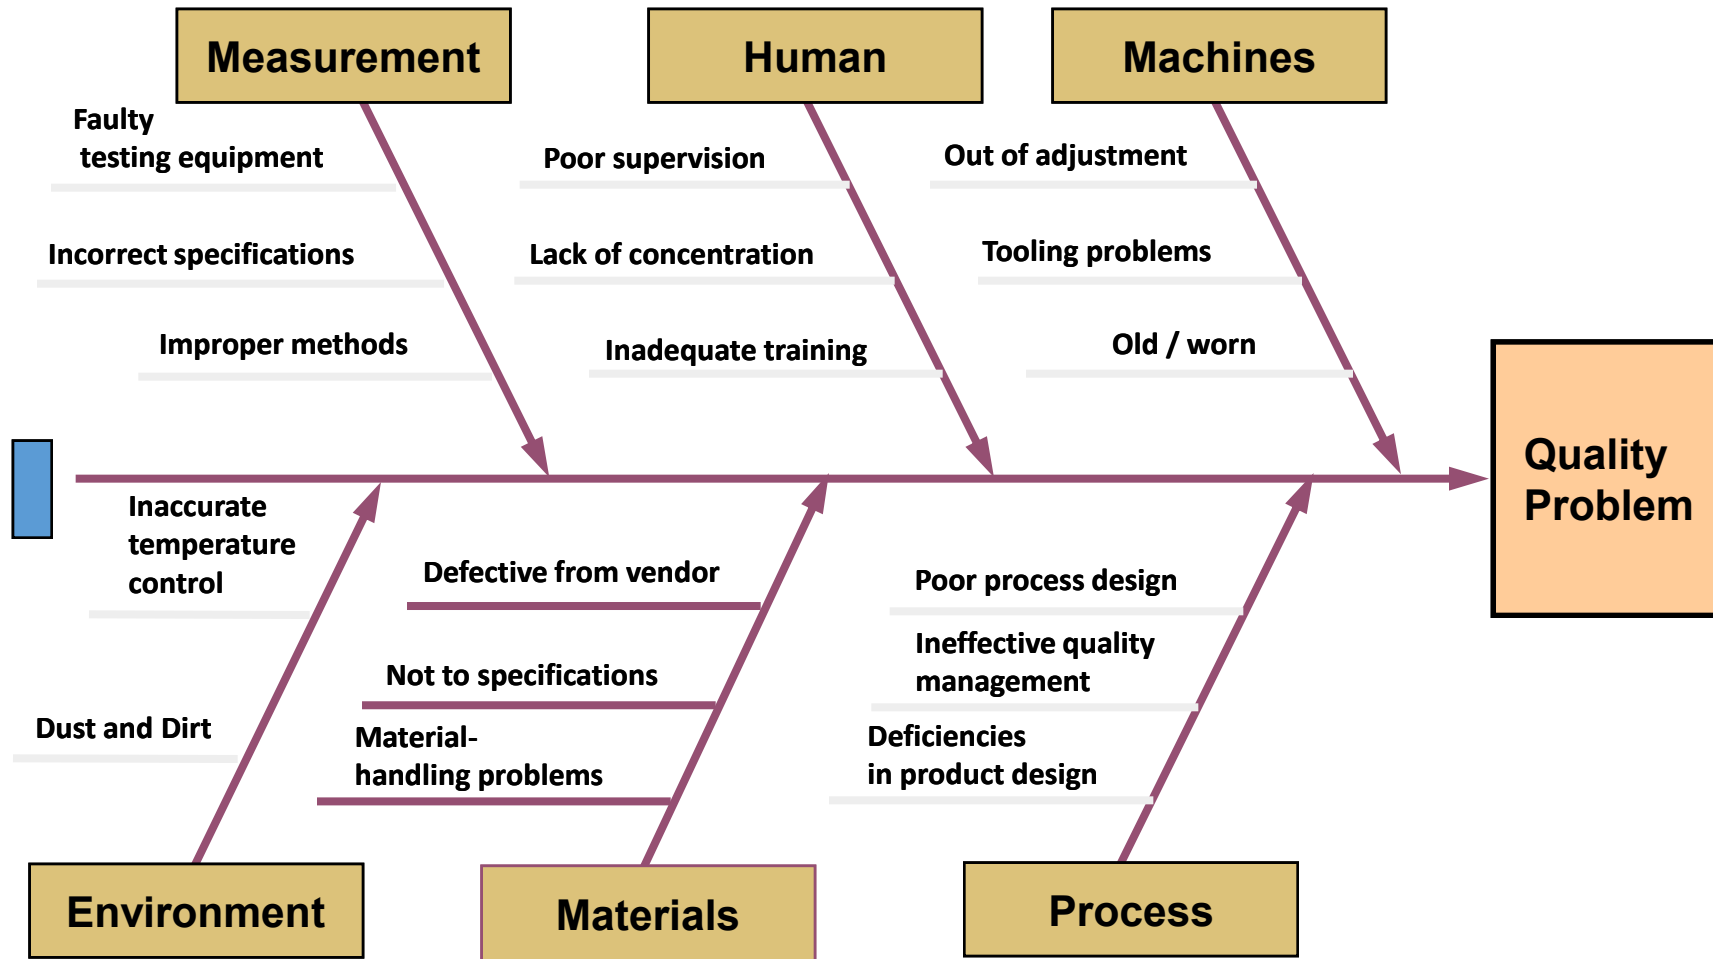 Measurement
Human
Machines
Faulty
testing equipment
Poor supervision
Out of adjustment
Incorrect specifications
Lack of concentration
Tooling problems
Improper methods
Inadequate training
Old / worn
Quality
Problem
Inaccurate
temperature
control
Defective from vendor
Poor process design
Not to specifications
Ineffective quality
management
Dust and Dirt
Material-
handling problems
Deficiencies
in product design
Environment
Materials
Process